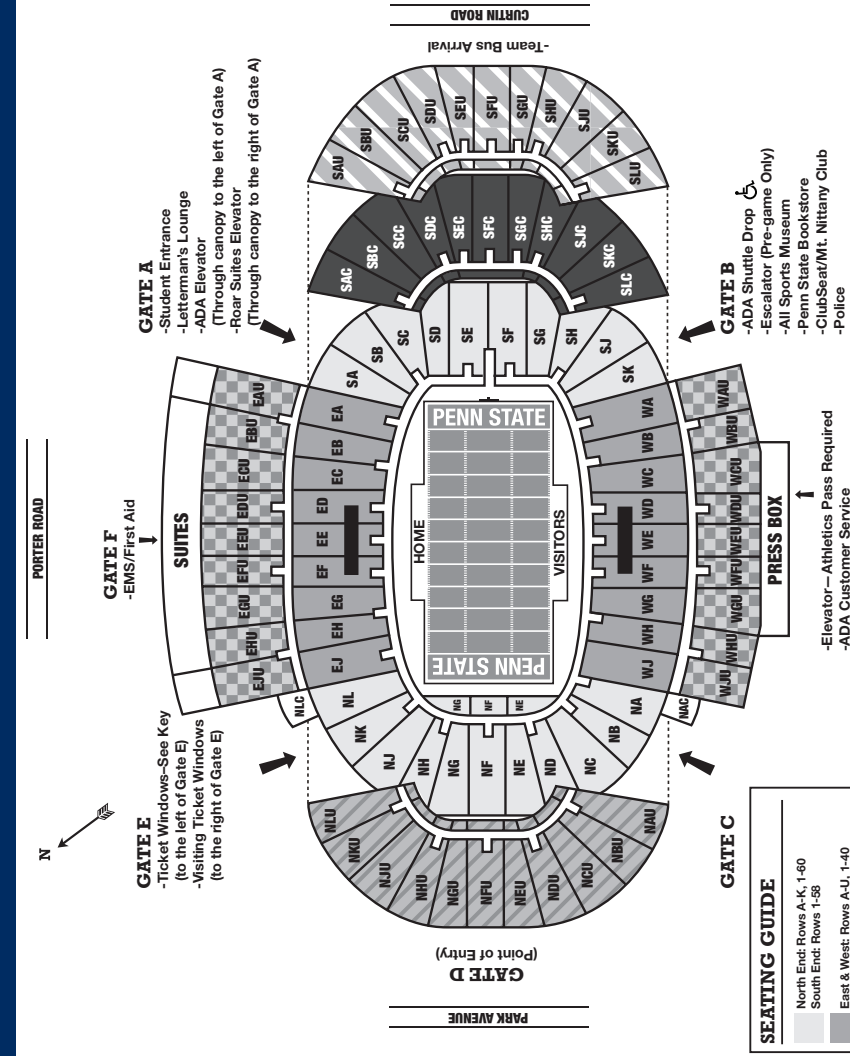 CURTIN ROAD
-Team Bus Arrival
PORTER ROAD
PARK AVENUE
N
GATE A
-Student Entrance
-Letterman's Lounge
-ADA Elevator
(Through canopy to the left of Gate A)
-Roar Suites Elevator
(Through canopy to the right of Gate A)
GATE F
-EMS/First Aid
GATE E
-Ticket Windows–See Key
(to the left of Gate E)
-Visiting Ticket Windows
(to the right of Gate E)
GATE D
(Point of Entry)
GATE C
GATE B
-ADA Shuttle Drop
-Escalator (Pre-game Only)
-All Sports Museum
-Penn State Bookstore
-ClubSeat/Mt. Nittany Club
-Police
-Elevator—Athletics Pass Required
-ADA Customer Service
SUITES
EJU EHU EGU EFU EEU EDU ECU EBU EAU
EJ EH EG EF EE ED EC EB EA
NLC
NLU NKU NJU NHU NGU NFU NEU NDU NCU NBU NAU
NL NK NJ NH NG NF NE ND NC NB NA
NG NF NE
NAC
HOME
PENN STATE
PENN STATE
VISITORS
SA SB SC SD SE SF SG SH SJ SK
SAC SBC SCC SDC SEC SFC SGC SHC SJC SKC SLC
SAU SBU SCU SDU SEU SFU SGU SHU SJU SKU SLU
WJ WH WG WF WE WD WC WB WA
WJU WHU WGU WFU WEU WDU WCU WBU WAU
PRESS BOX
SEATING GUIDE
North End: Rows A-K, 1-60
South End: Rows 1-58
East & West: Rows A-U, 1-40